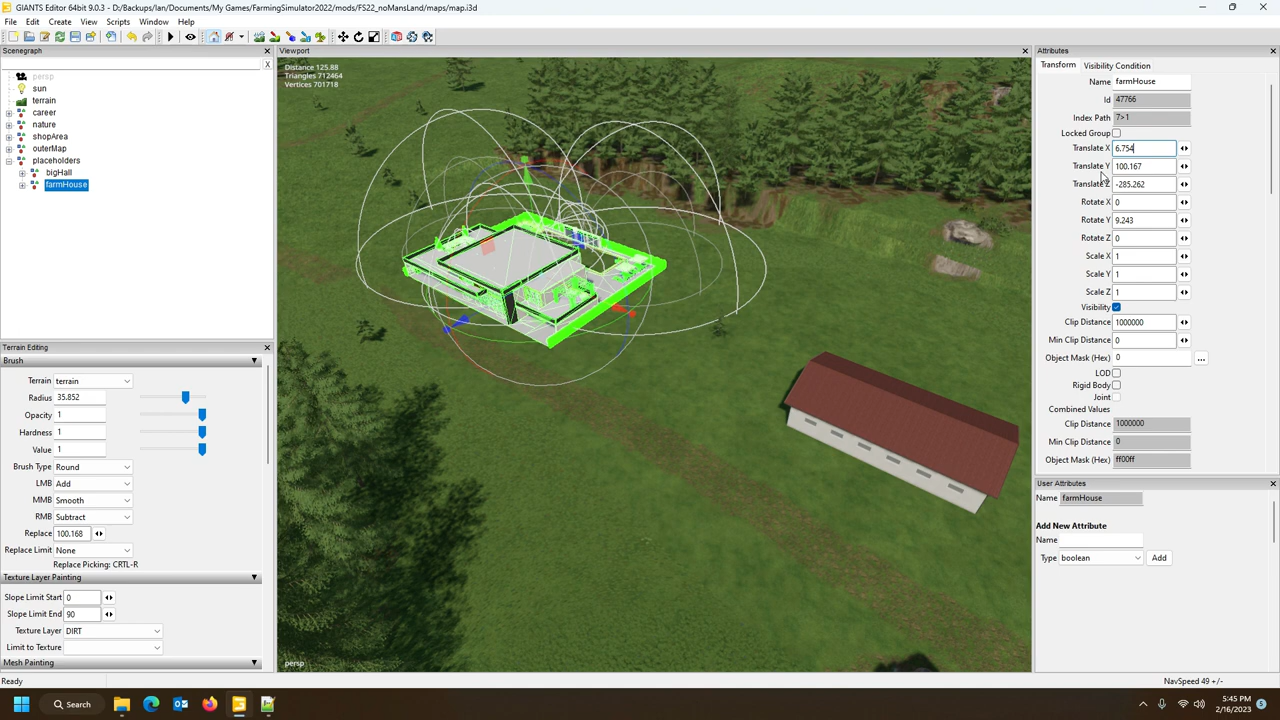 GIANTS Editor 64bit 9.0.3 - D:/Backups/Ian/Documents/My Games/FarmingSimulator2022/mods/FS22_noMansLand/maps/map.i3d
File Edit Create View Scripts Window Help
Scenegraph
X
persp
sun
terrain
career
nature
shopArea
outerMap
placeholders
bigHall
farmHouse
Terrain Editing
Brush
Terrain terrain
Radius 35.852
Opacity 1
Hardness 1
Value 1
Brush Type Round
LMB Add
MMB Smooth
RMB Subtract
Replace 100.168
Replace Limit None
Replace Picking: CRTL-R
Texture Layer Painting
Slope Limit Start 0
Slope Limit End 90
Texture Layer DIRT
Limit to Texture
Mesh Painting
Viewport
Distance 125.88
Triangles 712464
Vertices 701718
persp
Attributes
Transform Visibility Condition
Name farmHouse
Id 47766
Index Path 7>1
Locked Group
Translate X 6.754
Translate Y 100.167
Translate Z -285.262
Rotate X 0
Rotate Y 9.243
Rotate Z 0
Scale X 1
Scale Y 1
Scale Z 1
Visibility
Clip Distance 1000000
Min Clip Distance 0
Object Mask (Hex) 0 ...
LOD
Rigid Body
Joint
Combined Values
Clip Distance 1000000
Min Clip Distance 0
Object Mask (Hex) ff00ff
User Attributes
Name farmHouse
Add New Attribute
Name
Type boolean Add
Ready
NavSpeed 49 +/-
Search
5:45 PM
2/16/2023
5